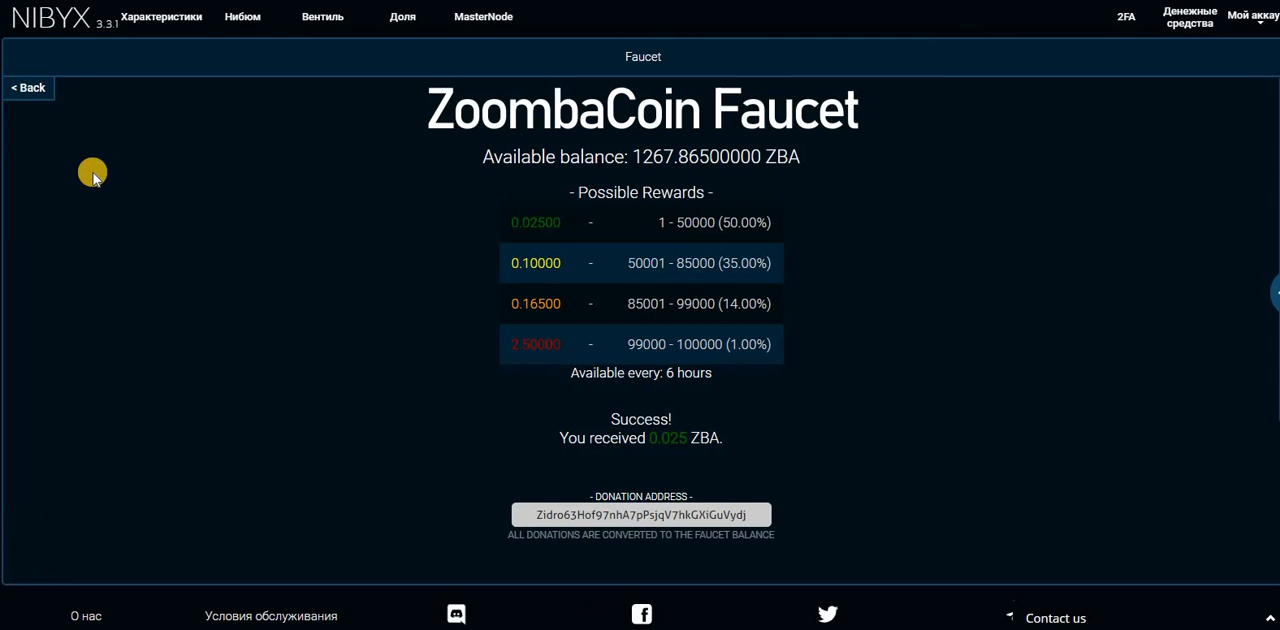 NIBYX 3.3.1
Характеристики
Нибюм
Вентиль
Доля
MasterNode
2FA
Денежные
средства
Мой аккау
Faucet
< Back
ZoombaCoin Faucet
Available balance: 1267.86500000 ZBA
- Possible Rewards -
0.02500 - 1 - 50000 (50.00%)
0.10000 - 50001 - 85000 (35.00%)
0.16500 - 85001 - 99000 (14.00%)
2.50000 - 99000 - 100000 (1.00%)
Available every: 6 hours
Success!
You received 0.025 ZBA.
- DONATION ADDRESS -
Zidro63Hof97nhA7pPsjqV7hkGXiGuVydj
ALL DONATIONS ARE CONVERTED TO THE FAUCET BALANCE
О нас
Условия обслуживания
Contact us